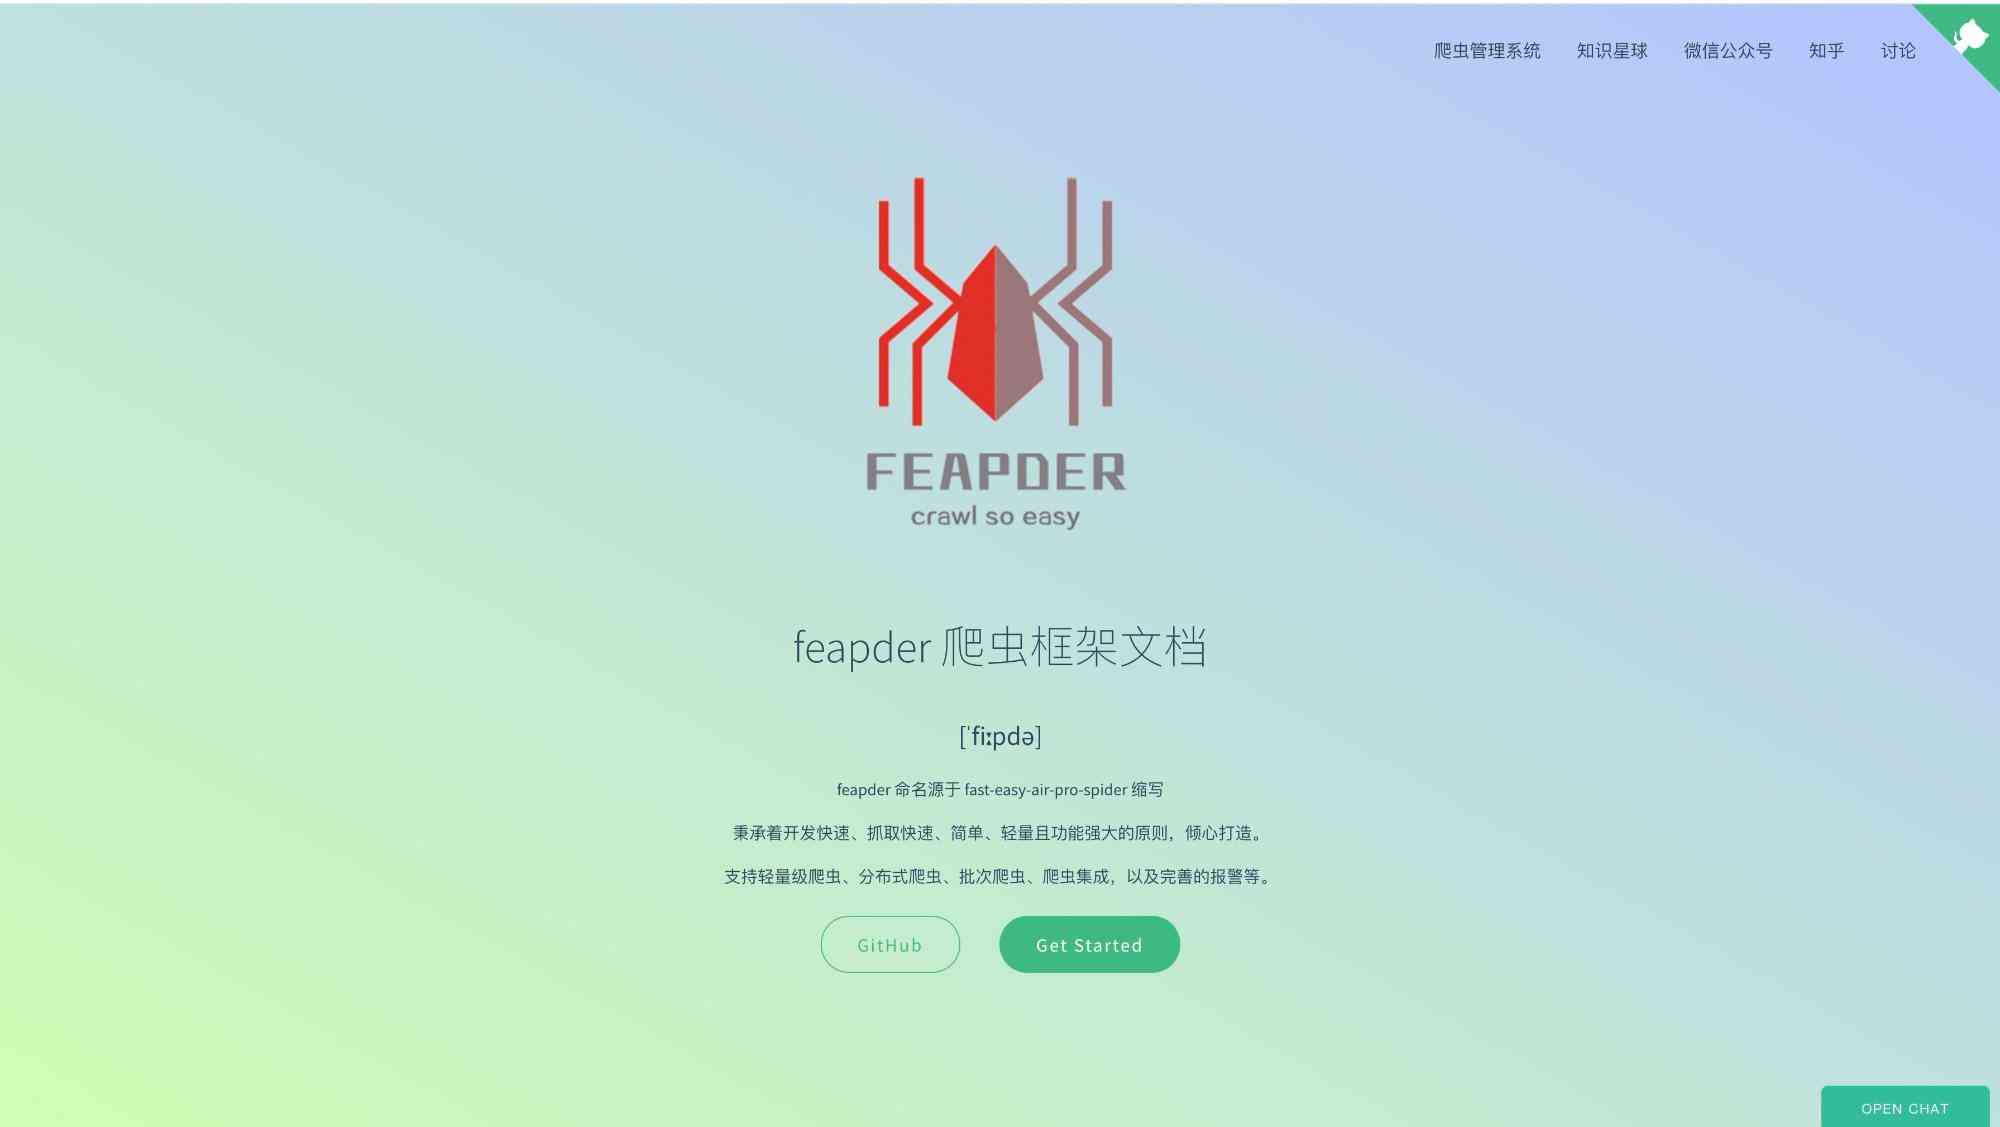 爬虫管理系统 知识星球 微信公众号 知乎 讨论
FEAPDER
crawl so easy
feapder 爬虫框架文档
[ˈfiːpdə]
feapder 命名源于 fast-easy-air-pro-spider 缩写
秉承着开发快速、抓取快速、简单、轻量且功能强大的原则，倾心打造。
支持轻量级爬虫、分布式爬虫、批次爬虫、爬虫集成，以及完善的报警等。
GitHub Get Started
OPEN CHAT